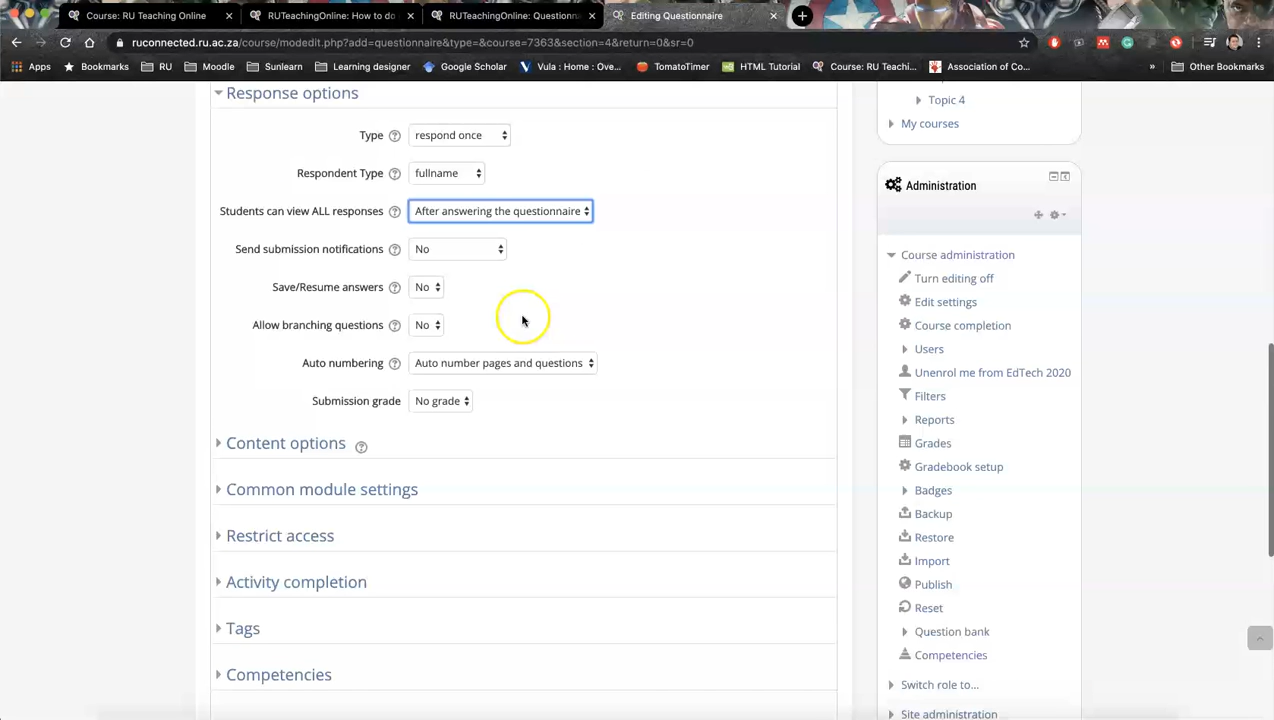 Course: RU Teaching Online
RUTeachingOnline: How to do
RUTeachingOnline: Questionna
Editing Questionnaire
ruconnected.ru.ac.za/course/modedit.php?add=questionnaire&type=&course=7363&section=4&return=0&sr=0
Apps Bookmarks RU Moodle Sunlearn Learning designer Google Scholar Vula : Home : Ove... TomatoTimer HTML Tutorial Course: RU Teachi... Association of Co... » Other Bookmarks
Response options
Type respond once
Respondent Type fullname
Students can view ALL responses After answering the questionnaire
Send submission notifications No
Save/Resume answers No
Allow branching questions No
Auto numbering Auto number pages and questions
Submission grade No grade
Content options
Common module settings
Restrict access
Activity completion
Tags
Competencies
Topic 4
My courses
Administration
Course administration
Turn editing off
Edit settings
Course completion
Users
Unenrol me from EdTech 2020
Filters
Reports
Grades
Gradebook setup
Badges
Backup
Restore
Import
Publish
Reset
Question bank
Competencies
Switch role to...
Site administration